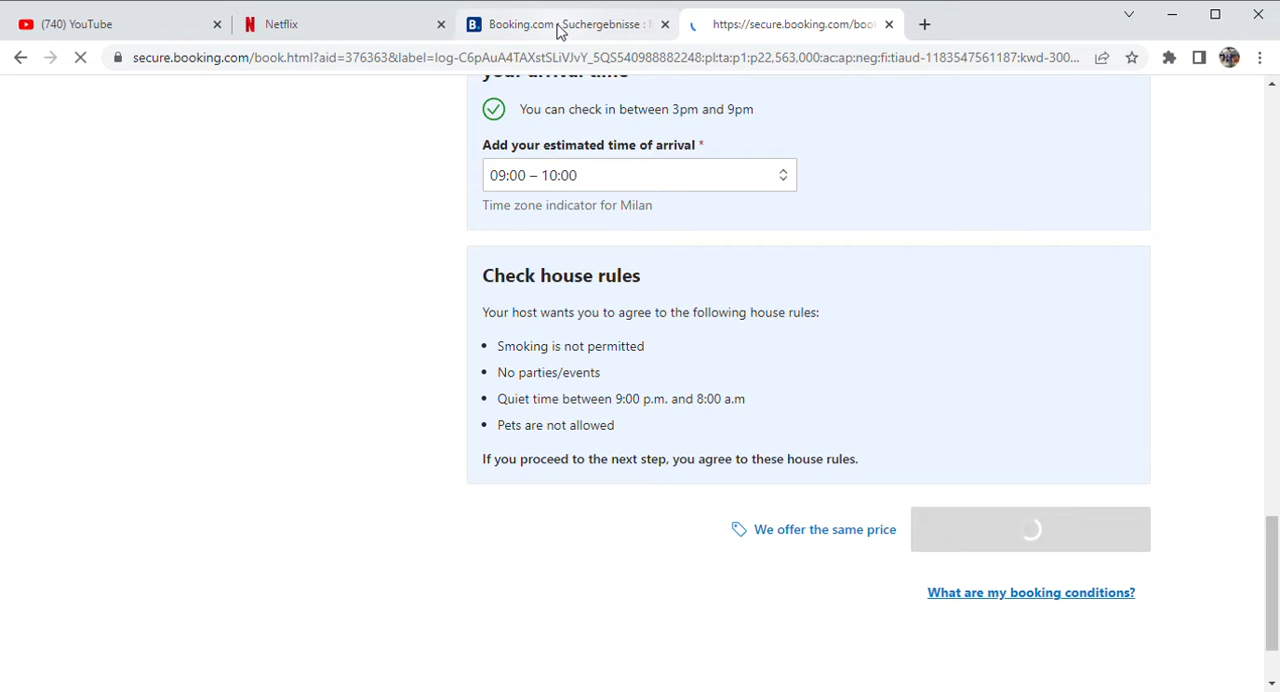 (740) YouTube
Netflix
Booking.com : Suchergebnisse :
https://secure.booking.com/boo
secure.booking.com/book.html?aid=376363&label=log-C6pAuA4TAXstSLiVJvY_5QS540988882248:pl:ta:p1:p22,563,000:ac:ap:neg:fi:tiaud-1183547561187:kwd-300...
your arrival time
You can check in between 3pm and 9pm
Add your estimated time of arrival *
09:00 – 10:00
Time zone indicator for Milan
Check house rules
Your host wants you to agree to the following house rules:
• Smoking is not permitted
• No parties/events
• Quiet time between 9:00 p.m. and 8:00 a.m
• Pets are not allowed
If you proceed to the next step, you agree to these house rules.
We offer the same price
What are my booking conditions?